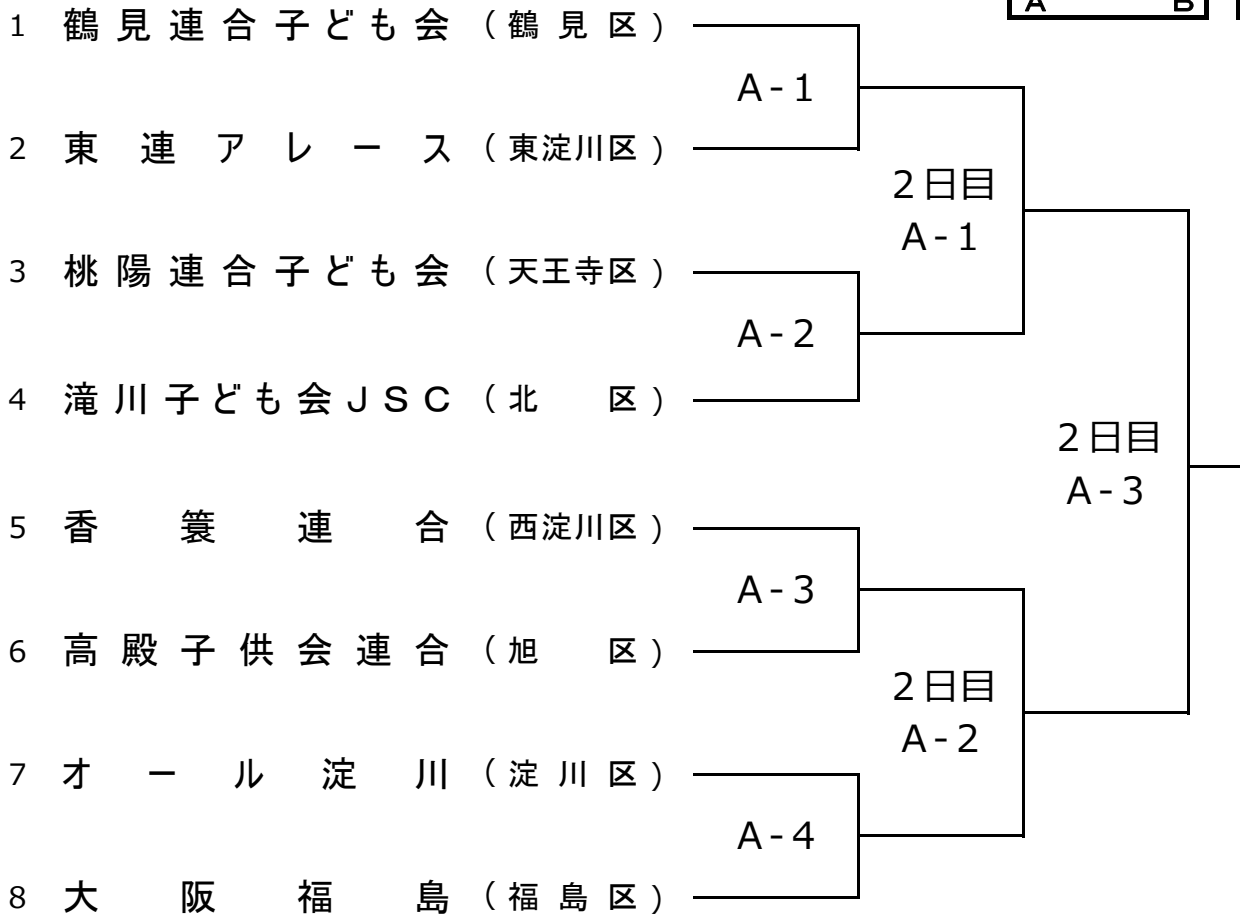 A B
1 鶴見連合子ども会 (鶴見区)
A-1
2 東連アレース (東淀川区)
2日目
A-1
3 桃陽連合子ども会 (天王寺区)
A-2
4 滝川子ども会JSC (北区)
2日目
A-3
5 香簑連合 (西淀川区)
A-3
6 高殿子供会連合 (旭区)
2日目
A-2
7 オール淀川 (淀川区)
A-4
8 大阪福島 (福島区)